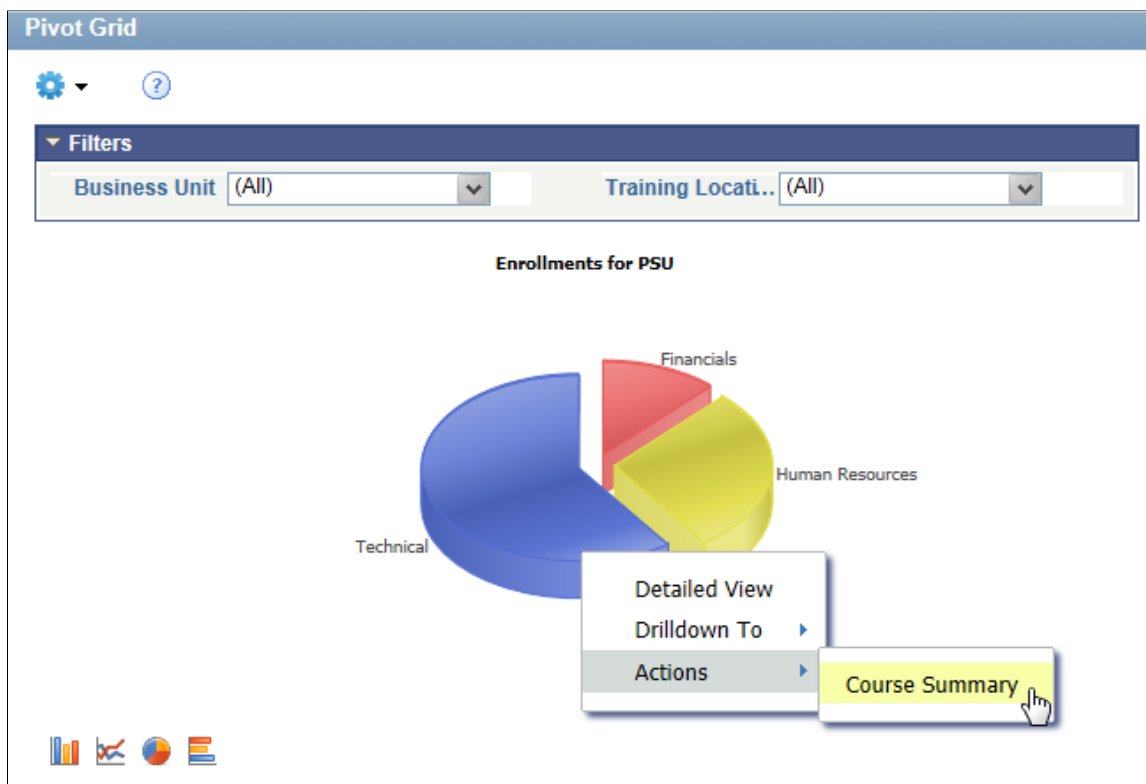 Pivot Grid
?
Filters
Business Unit (All) Training Locati... (All)
Enrollments for PSU
Financials
Human Resources
Technical
Detailed View
Drilldown To
Actions
Course Summary